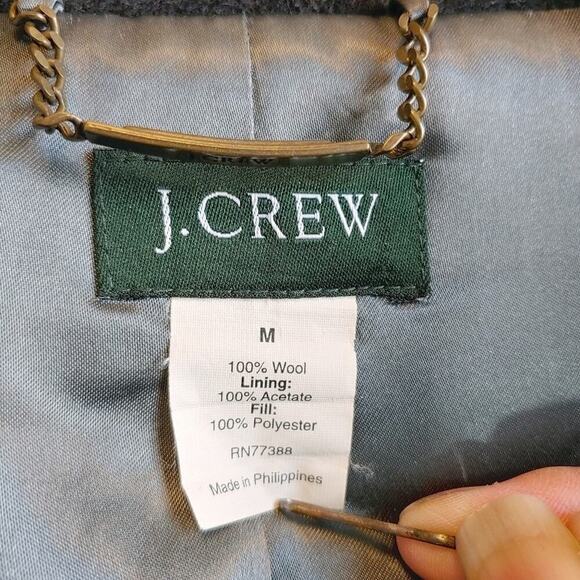 J.CREW
M
100% Wool
Lining:
100% Acetate
Fill:
100% Polyester
RN77388
Made in Philippines